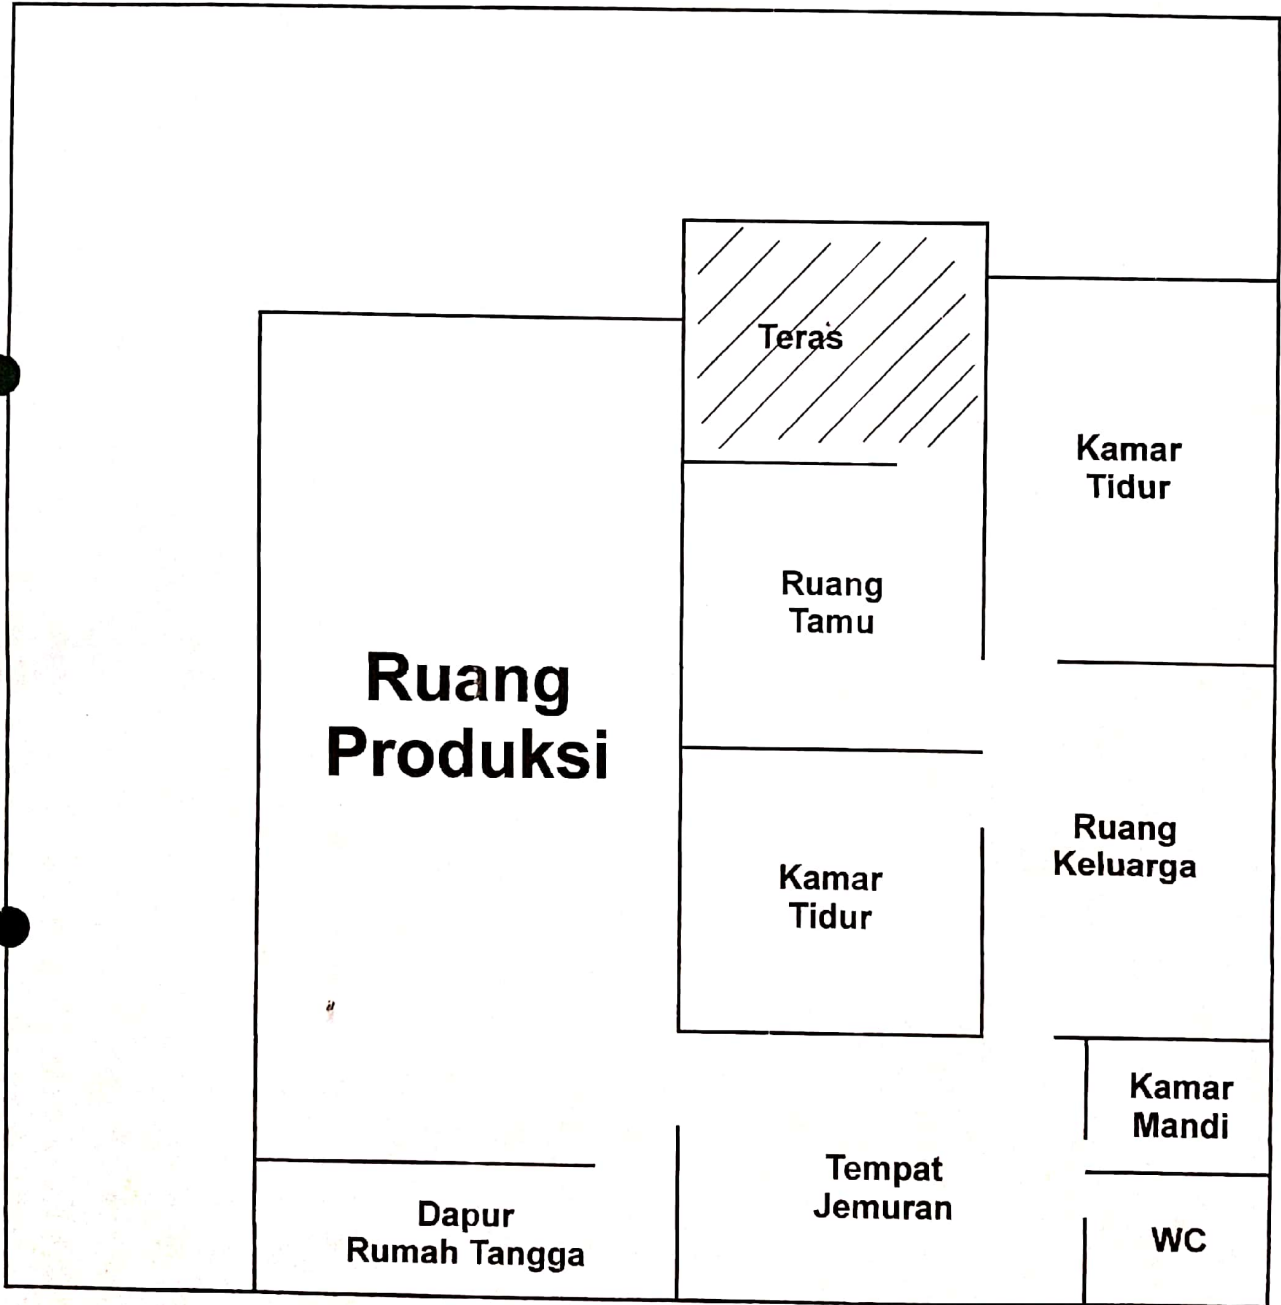 Teras
Kamar
Tidur
Ruang
Tamu
Ruang
Produksi
Ruang
Keluarga
Kamar
Tidur
Kamar
Mandi
Tempat
Jemuran
Dapur
Rumah Tangga
WC